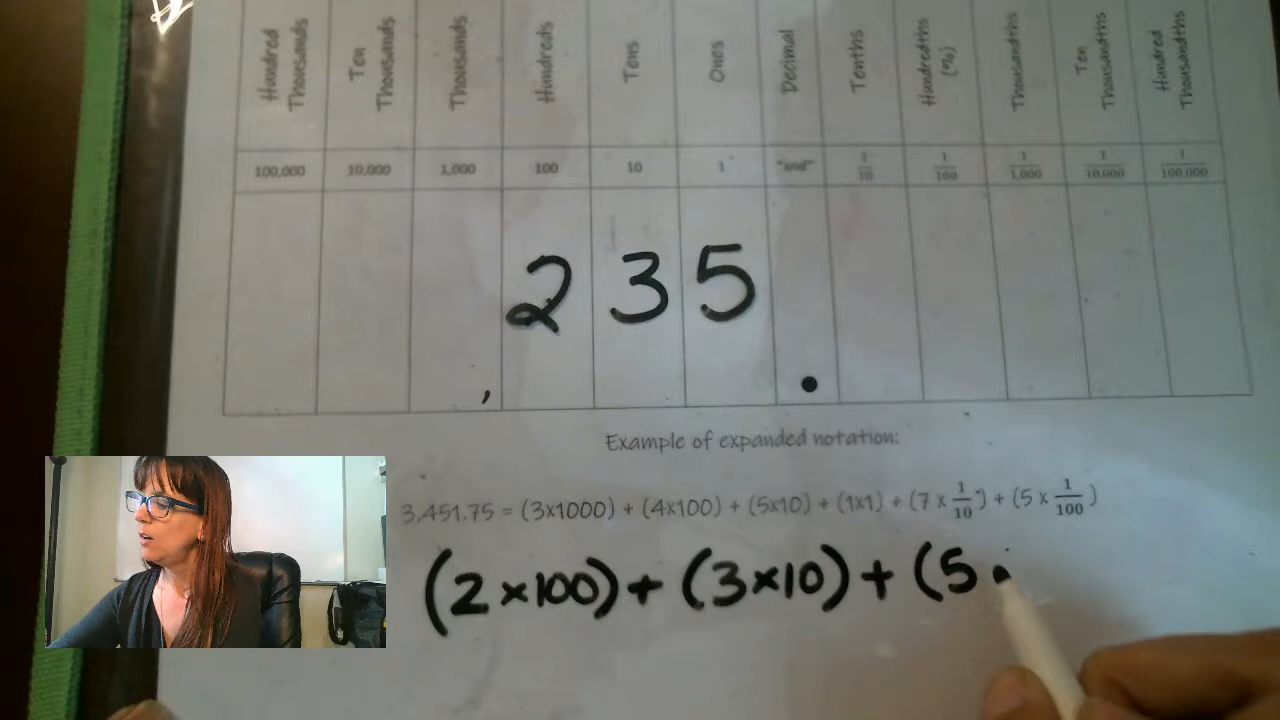 Hundred Thousands Ten Thousands Thousands Hundreds Tens Ones Decimal Tenths Hundredths (%) Thousandths Ten Thousandths Hundred Thousandths
100,000 10,000 1,000 100 10 1 "and" 1/10 1/100 1/1,000 1/10,000 1/100,000
, 2 3 5 .
Example of expanded notation:
3,451.75 = (3x1000) + (4x100) + (5x10) + (1x1) + (7 x 1/10) + (5 x 1/100)
(2 x 100) + (3 x 10) + (5